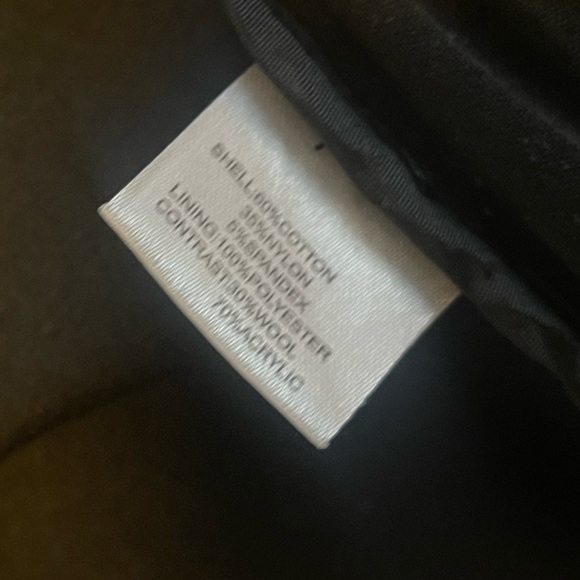 SHELL:60%COTTON
35%NYLON
5%SPANDEX
LINING:100%POLYESTER
CONTRAST:30%WOOL
70%ACRYLIC